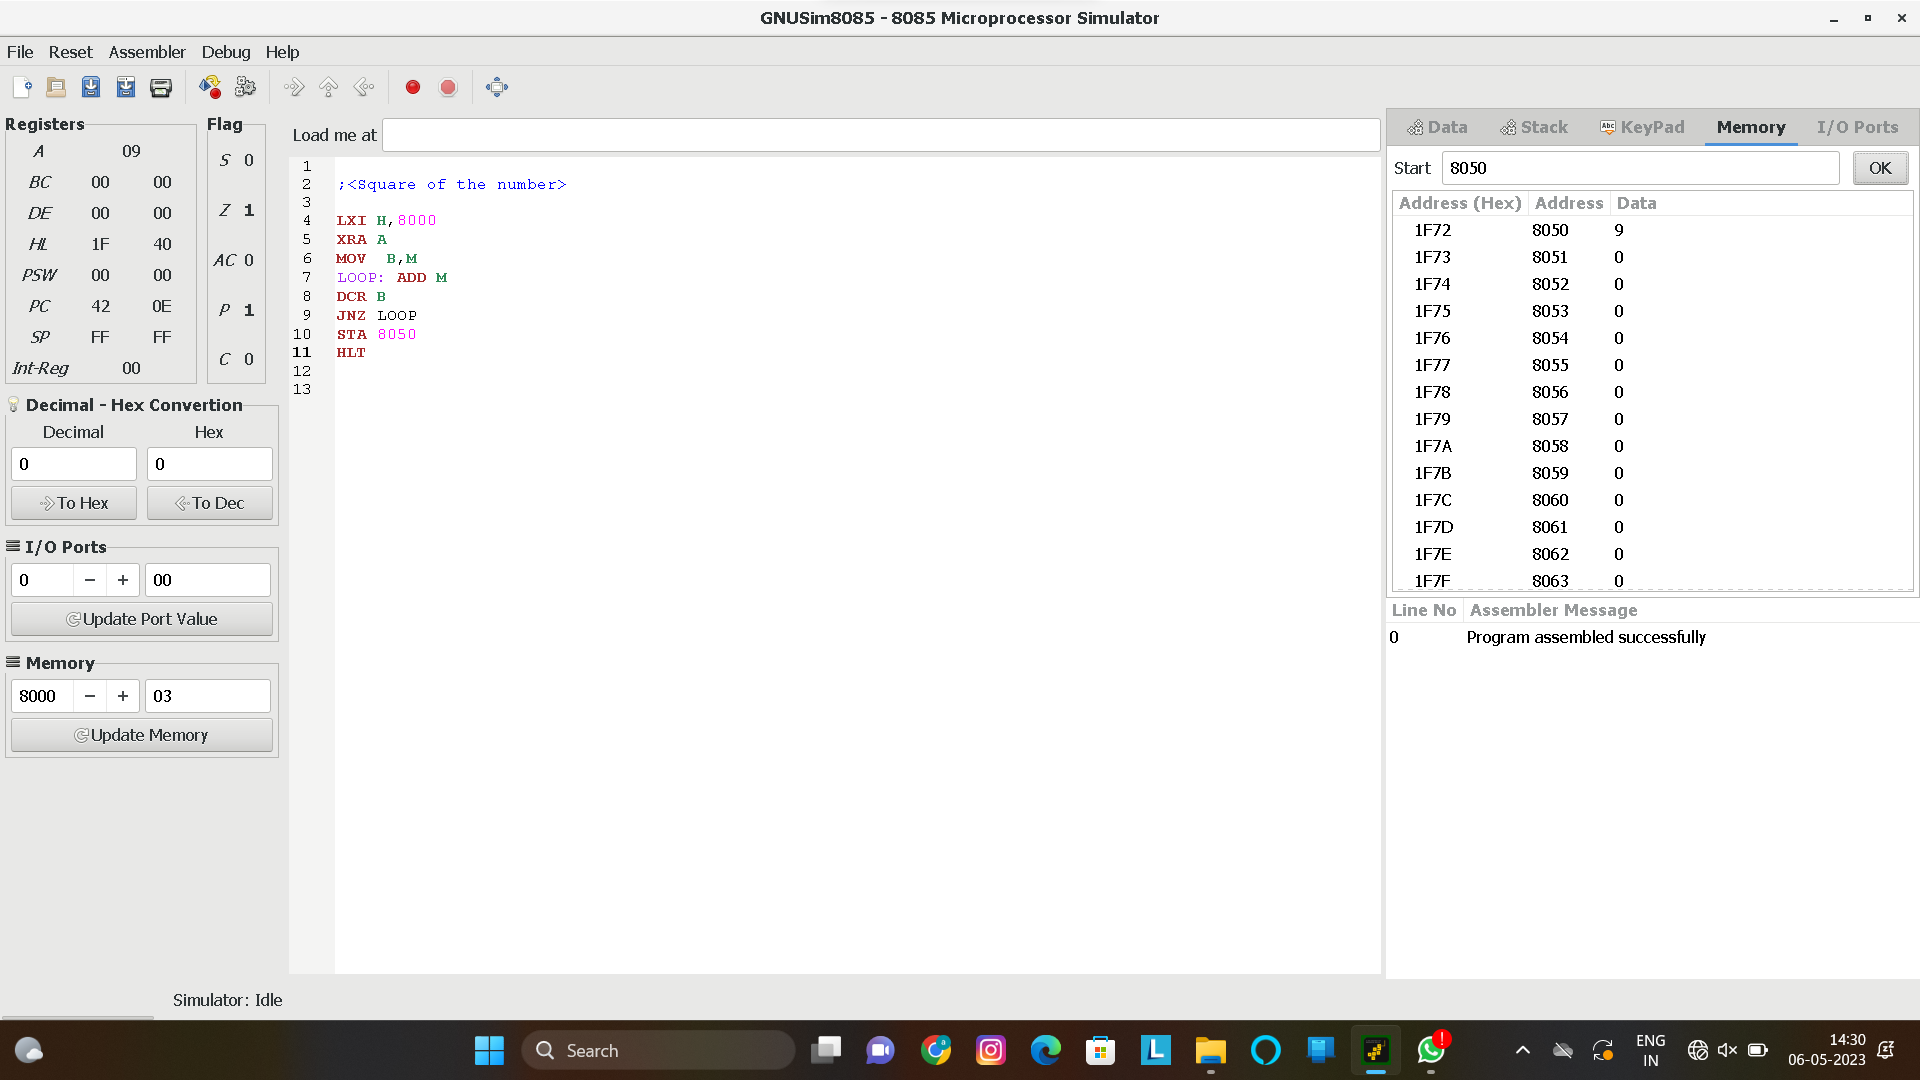 GNUSim8085 - 8085 Microprocessor Simulator
File Reset Assembler Debug Help
Registers
A 09
BC 00 00
DE 00 00
HL 1F 40
PSW 00 00
PC 42 0E
SP FF FF
Int-Reg 00
Flag
S 0
Z 1
AC 0
P 1
C 0
Decimal - Hex Convertion
Decimal Hex
0 0
To Hex To Dec
I/O Ports
0 − + 00
Update Port Value
Memory
8000 − + 03
Update Memory
Load me at
1
2 ;<Square of the number>
3
4 LXI H,8000
5 XRA A
6 MOV  B,M
7 LOOP: ADD M
8 DCR B
9 JNZ LOOP
10 STA 8050
11 HLT
12
13
Data Stack Abc KeyPad Memory I/O Ports
Start 8050 OK
Address (Hex) Address Data
1F72 8050 9
1F73 8051 0
1F74 8052 0
1F75 8053 0
1F76 8054 0
1F77 8055 0
1F78 8056 0
1F79 8057 0
1F7A 8058 0
1F7B 8059 0
1F7C 8060 0
1F7D 8061 0
1F7E 8062 0
1F7F 8063 0
Line No Assembler Message
0 Program assembled successfully
Simulator: Idle
Search
a
L
!
ENG
IN
14:30
06-05-2023